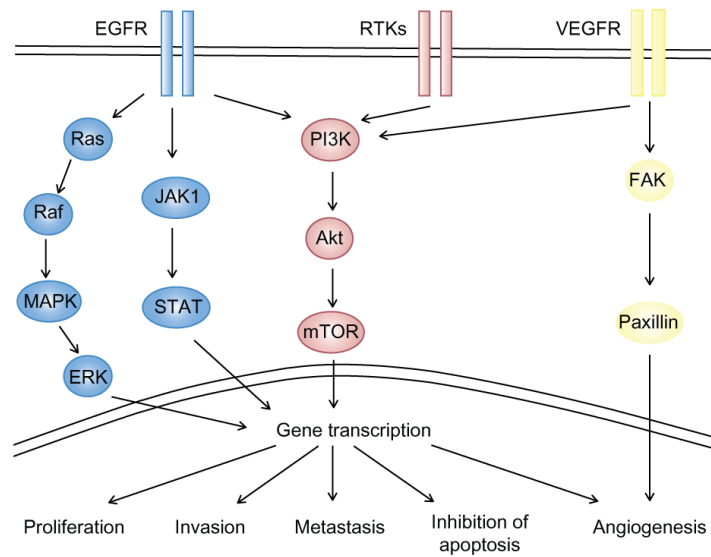 EGFR
RTKs
VEGFR
Ras
PI3K
JAK1
FAK
Raf
Akt
MAPK
STAT
Paxillin
mTOR
ERK
Gene transcription
Proliferation
Invasion
Metastasis
Inhibition of
apoptosis
Angiogenesis